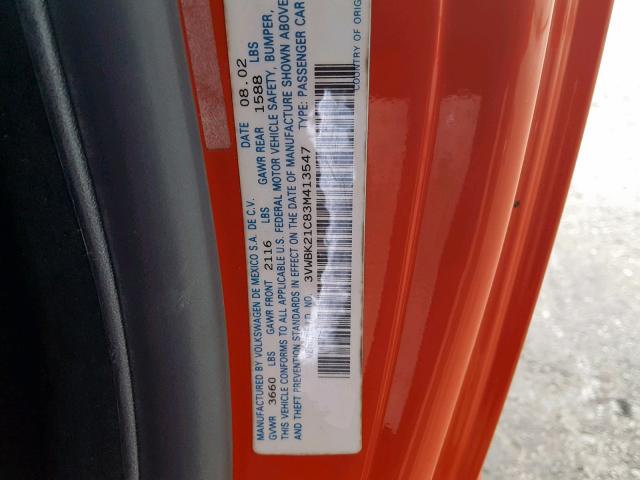 MANUFACTURED BY VOLKSWAGEN DE MEXICO S.A. DE C.V. DATE 08.02
GVWR 3660 LBS GAWR FRONT 2116 LBS GAWR REAR 1588 LBS
THIS VEHICLE CONFORMS TO ALL APPLICABLE U.S. FEDERAL MOTOR VEHICLE SAFETY, BUMPER,
AND THEFT PREVENTION STANDARDS IN EFFECT ON THE DATE OF MANUFACTURE SHOWN ABOVE
3VWBK21C83M413547 TYPE: PASSENGER CAR
COUNTRY OF ORIG